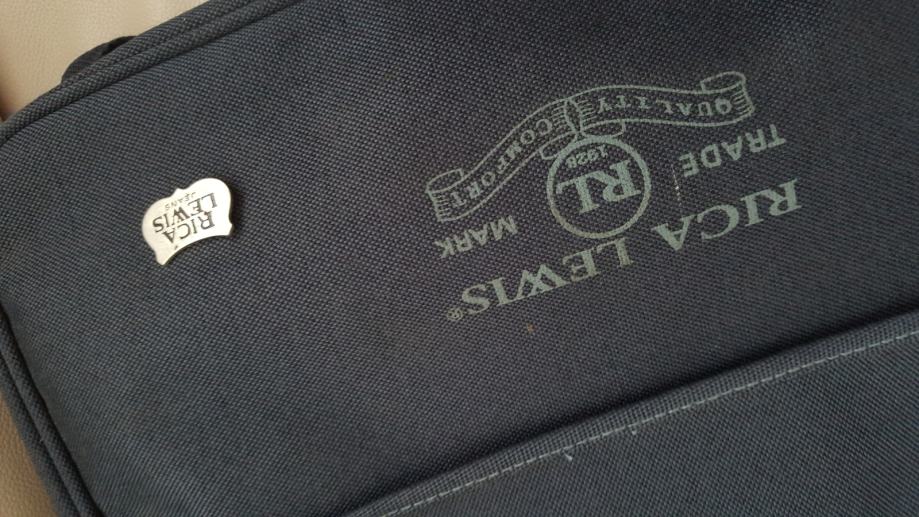 RICA LEWIS®
TRADE MARK
RL
1928
QUALITY COMFORT
RICA
LEWIS
JEANS